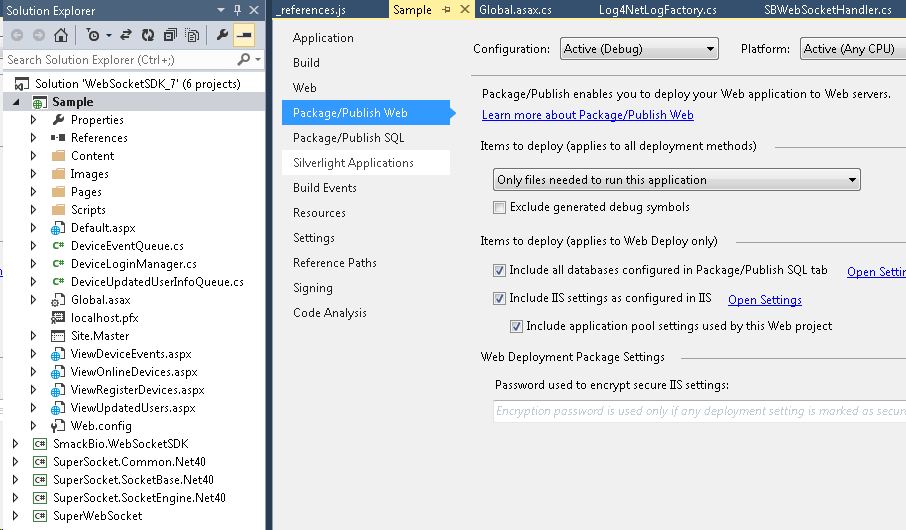 Solution Explorer
Search Solution Explorer (Ctrl+;)
Solution 'WebSocketSDK_7' (6 projects)
Sample
Properties
References
Content
Images
Pages
Scripts
Default.aspx
DeviceEventQueue.cs
DeviceLoginManager.cs
DeviceUpdatedUserInfoQueue.cs
Global.asax
localhost.pfx
Site.Master
ViewDeviceEvents.aspx
ViewOnlineDevices.aspx
ViewRegisterDevices.aspx
ViewUpdatedUsers.aspx
Web.config
C# SmackBio.WebSocketSDK
C# SuperSocket.Common.Net40
C# SuperSocket.SocketBase.Net40
C# SuperSocket.SocketEngine.Net40
C# SuperWebSocket
_references.js Sample Global.asax.cs Log4NetLogFactory.cs SBWebSocketHandler.cs
Application
Build
Web
Package/Publish Web
Package/Publish SQL
Silverlight Applications
Build Events
Resources
Settings
Reference Paths
Signing
Code Analysis
Configuration: Active (Debug) Platform: Active (Any CPU)
Package/Publish enables you to deploy your Web application to Web servers.
Learn more about Package/Publish Web
Items to deploy (applies to all deployment methods)
Only files needed to run this application
Exclude generated debug symbols
Items to deploy (applies to Web Deploy only)
Include all databases configured in Package/Publish SQL tab Open Settin
Include IIS settings as configured in IIS Open Settings
Include application pool settings used by this Web project
Web Deployment Package Settings
Password used to encrypt secure IIS settings:
Encryption password is used only if any deployment setting is marked as secure